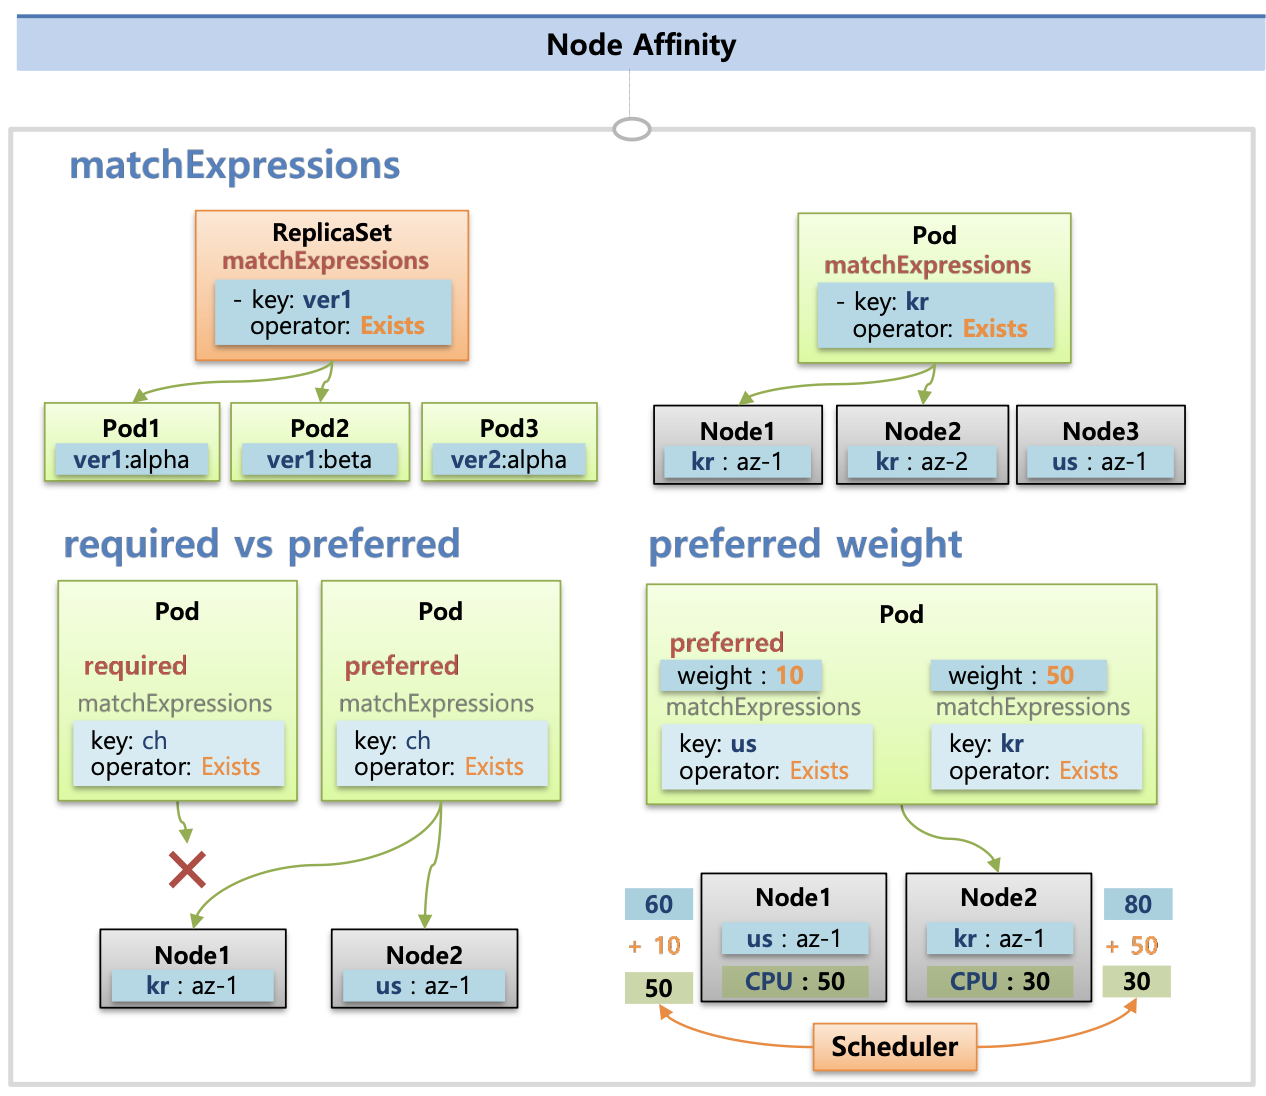 Node Affinity
matchExpressions
ReplicaSet
matchExpressions
- key: ver1
operator: Exists
Pod1
ver1:alpha
Pod2
ver1:beta
Pod3
ver2:alpha
Pod
matchExpressions
- key: kr
operator: Exists
Node1
kr : az-1
Node2
kr : az-2
Node3
us : az-1
required vs preferred
Pod
required
matchExpressions
key: ch
operator: Exists
Pod
preferred
matchExpressions
key: ch
operator: Exists
Node1
kr : az-1
Node2
us : az-1
preferred weight
Pod
preferred
weight : 10
matchExpressions
key: us
operator: Exists
weight : 50
matchExpressions
key: kr
operator: Exists
60
+ 10
50
Node1
us : az-1
CPU : 50
Node2
kr : az-1
CPU : 30
80
+ 50
30
Scheduler